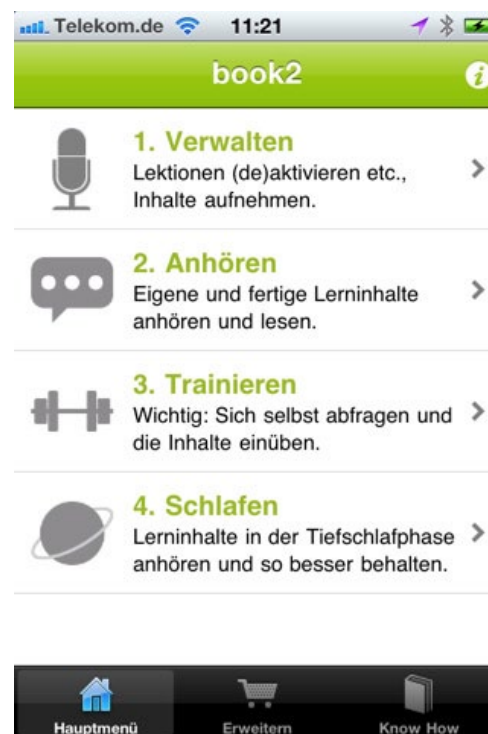 Telekom.de 11:21
book2
1. Verwalten
Lektionen (de)aktivieren etc.,
Inhalte aufnehmen.
2. Anhören
Eigene und fertige Lerninhalte
anhören und lesen.
3. Trainieren
Wichtig: Sich selbst abfragen und
die Inhalte einüben.
4. Schlafen
Lerninhalte in der Tiefschlafphase
anhören und so besser behalten.
Hauptmenü Erweitern Know How